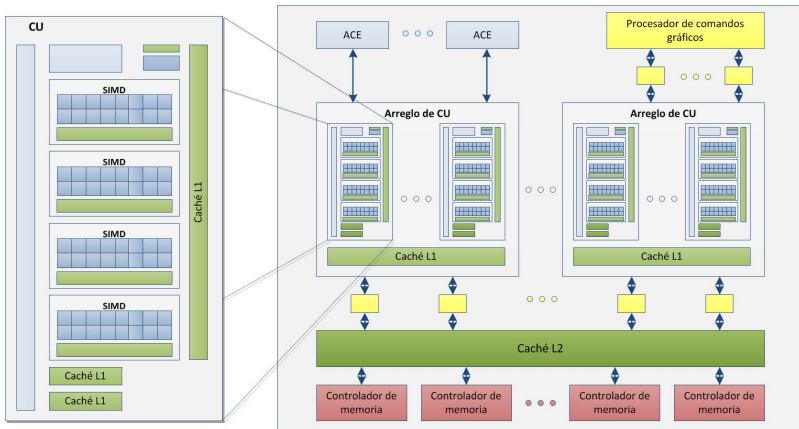 CU
SIMD
SIMD
SIMD
SIMD
Caché L1
Caché L1
Caché L1
ACE
ACE
Procesador de comandos
gráficos
Arreglo de CU
Arreglo de CU
Caché L1
Caché L1
Caché L2
Controlador de
memoria
Controlador de
memoria
Controlador de
memoria
Controlador de
memoria